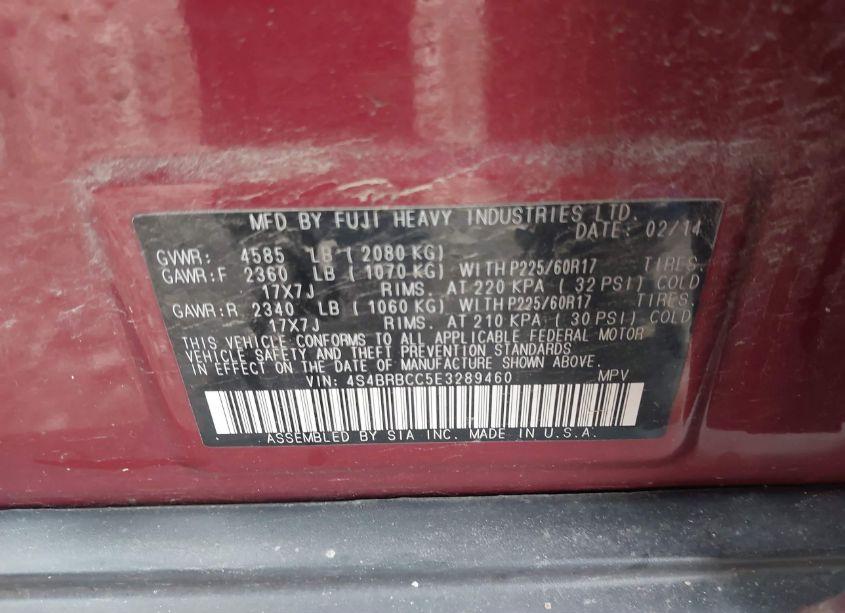 MFD BY FUJI HEAVY INDUSTRIES LTD.
DATE: 02/14
GVWR: 4585 LB ( 2080 KG)
GAWR:F 2360 LB ( 1070 KG) WITH P225/60R17 TIRES,
17X7J RIMS, AT 220 KPA ( 32 PSI) COLD
GAWR:R 2340 LB ( 1060 KG) WITH P225/60R17 TIRES,
17X7J RIMS, AT 210 KPA ( 30 PSI) COLD
THIS VEHICLE CONFORMS TO ALL APPLICABLE FEDERAL MOTOR
VEHICLE SAFETY AND THEFT PREVENTION STANDARDS
IN EFFECT ON THE DATE OF MANUFACTURE SHOWN ABOVE.
VIN: 4S4BRBCC5E3289460 MPV
ASSEMBLED BY SIA INC. MADE IN U.S.A.